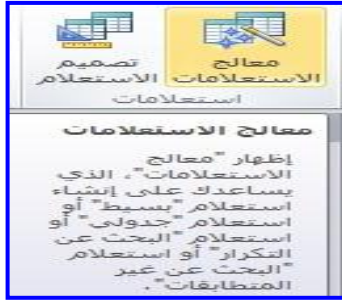 معالج
الاستعلامات
تصميم
الاستعلام
استعلامات
معالج الاستعلامات
إظهار "معالج
الاستعلامات"، الذي
يساعدك على إنشاء
استعلام "بسيط" أو
استعلام "جدولي" أو
استعلام "البحث عن
التكرار" أو استعلام
"البحث عن غير
المتطابقات".